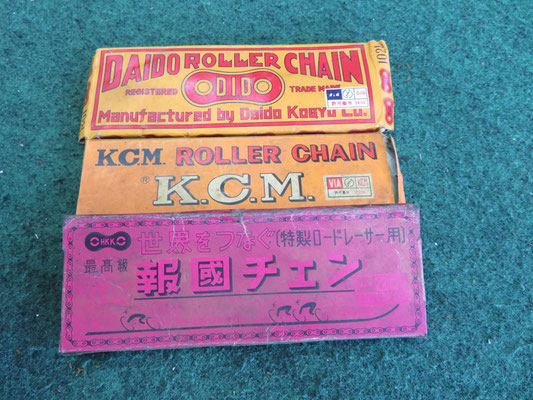 DAIDO ROLLER CHAIN
REGISTERED DID TRADE MARK
Manufactured by Daido Kogyo Ltd.
KCM. ROLLER CHAIN
® K.C.M.
VIA
HKK 世界をつなぐ(特製ロードレーサー用)
最高級 報國チェン